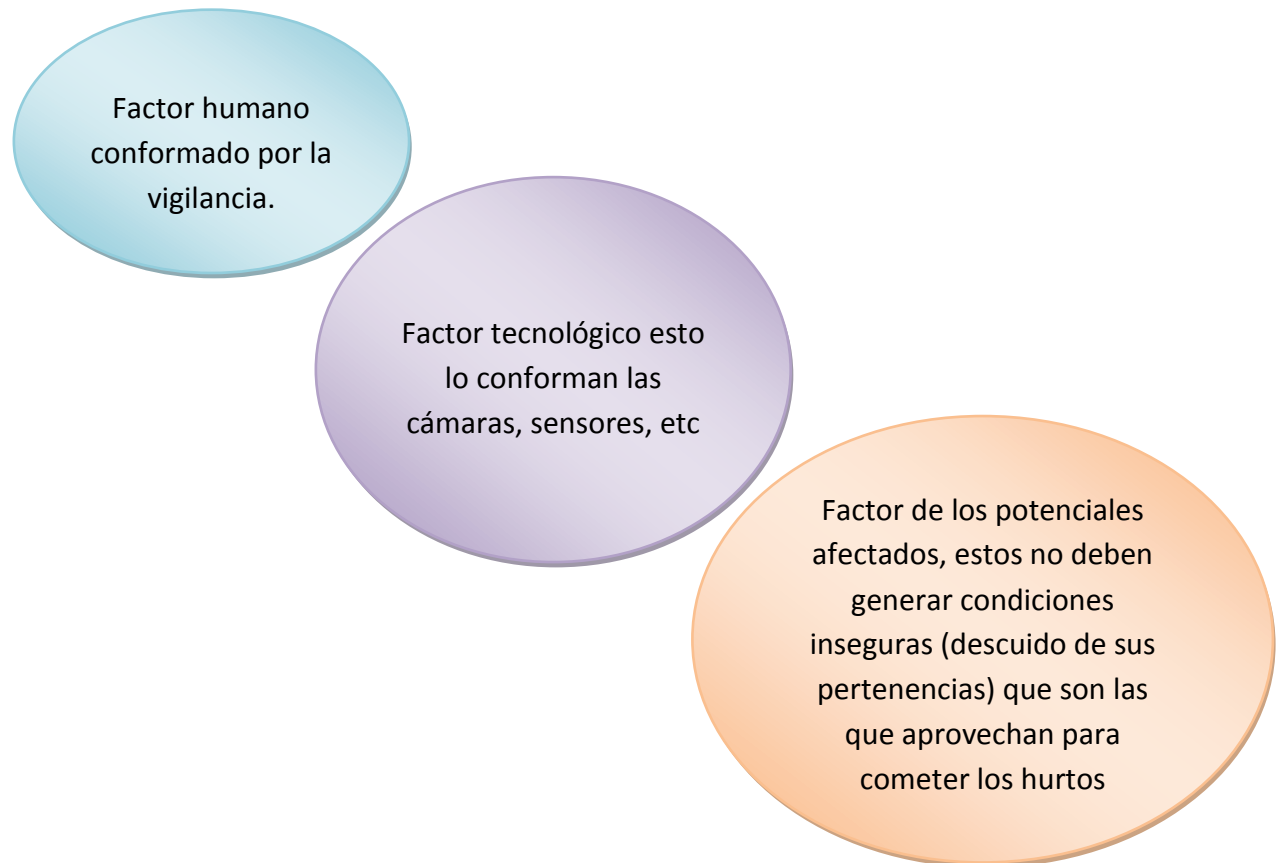 Factor humano
conformado por la
vigilancia.
Factor tecnológico esto
lo conforman las
cámaras, sensores, etc
Factor de los potenciales
afectados, estos no deben
generar condiciones
inseguras (descuido de sus
pertenencias) que son las
que aprovechan para
cometer los hurtos